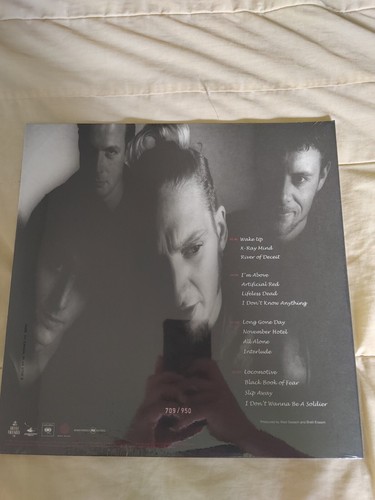 Wake Up
X-Ray Mind
River of Deceit
I'm Above
Artificial Red
Lifeless Dead
I Don't Know Anything
Long Gone Day
November Hotel
All Alone
Interlude
Locomotive
Black Book of Fear
Slip Away
I Don't Wanna Be A Soldier
709/950